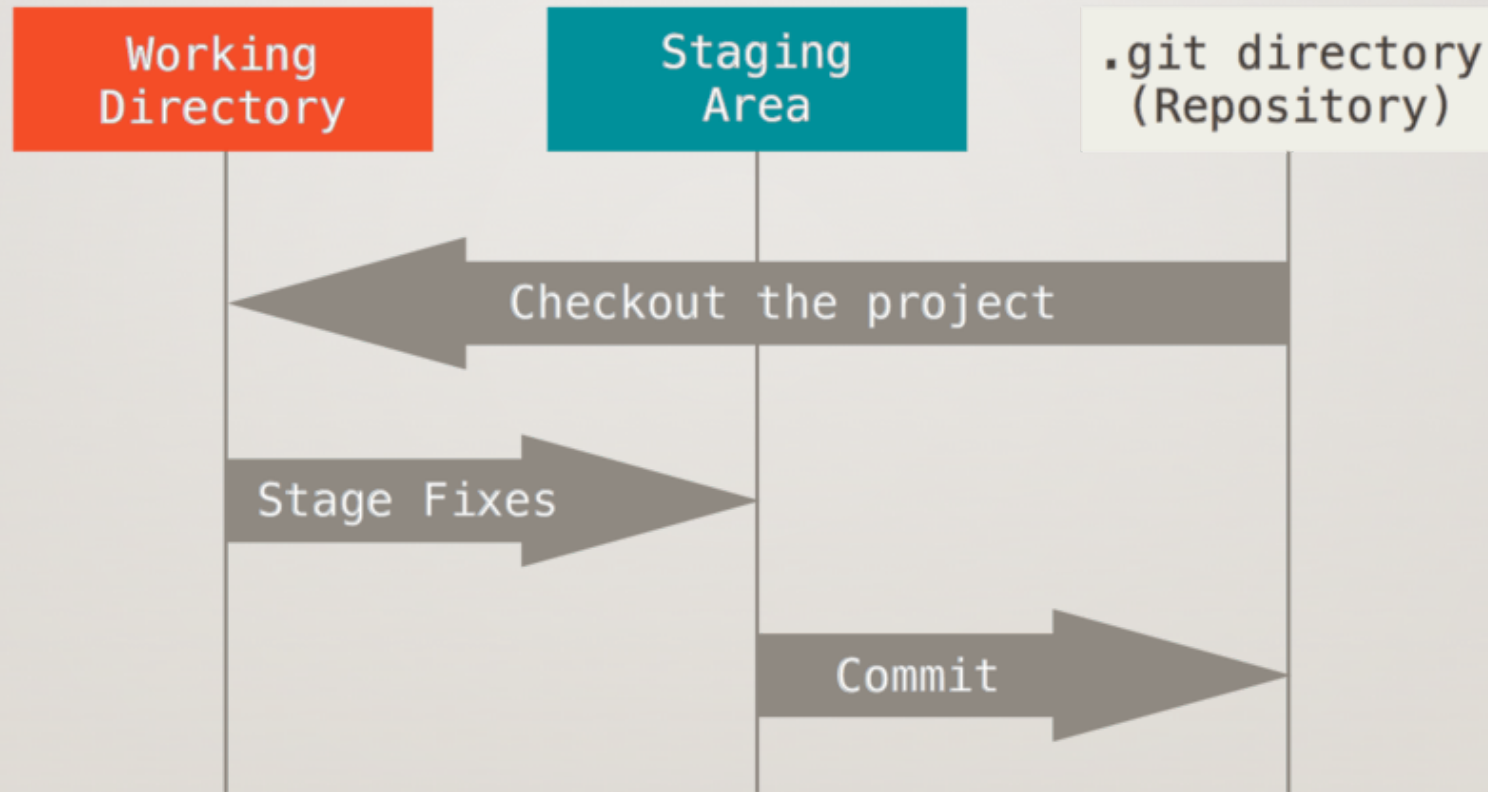 Working
Directory
Staging
Area
.git directory
(Repository)
Checkout the project
Stage Fixes
Commit